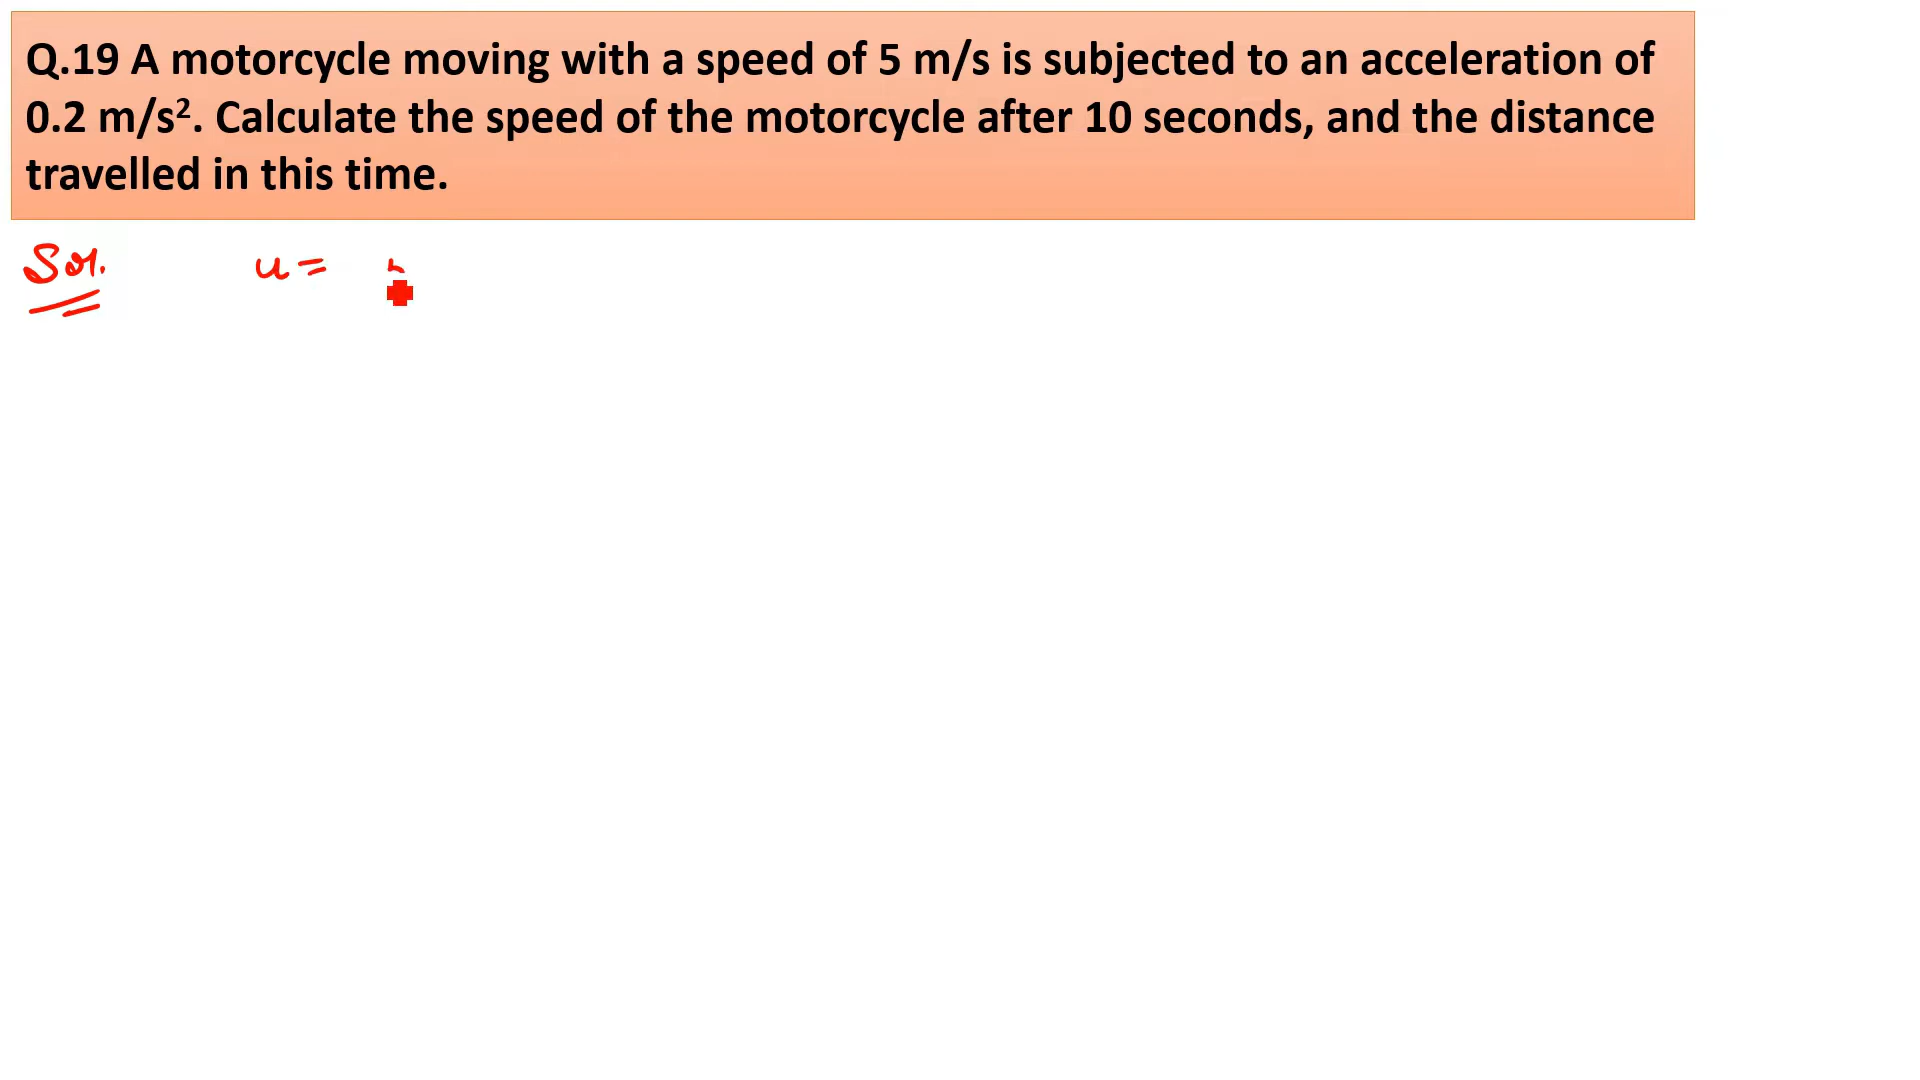 Q.19 A motorcycle moving with a speed of 5 m/s is subjected to an acceleration of
0.2 m/s². Calculate the speed of the motorcycle after 10 seconds, and the distance
travelled in this time.
Sol. u =